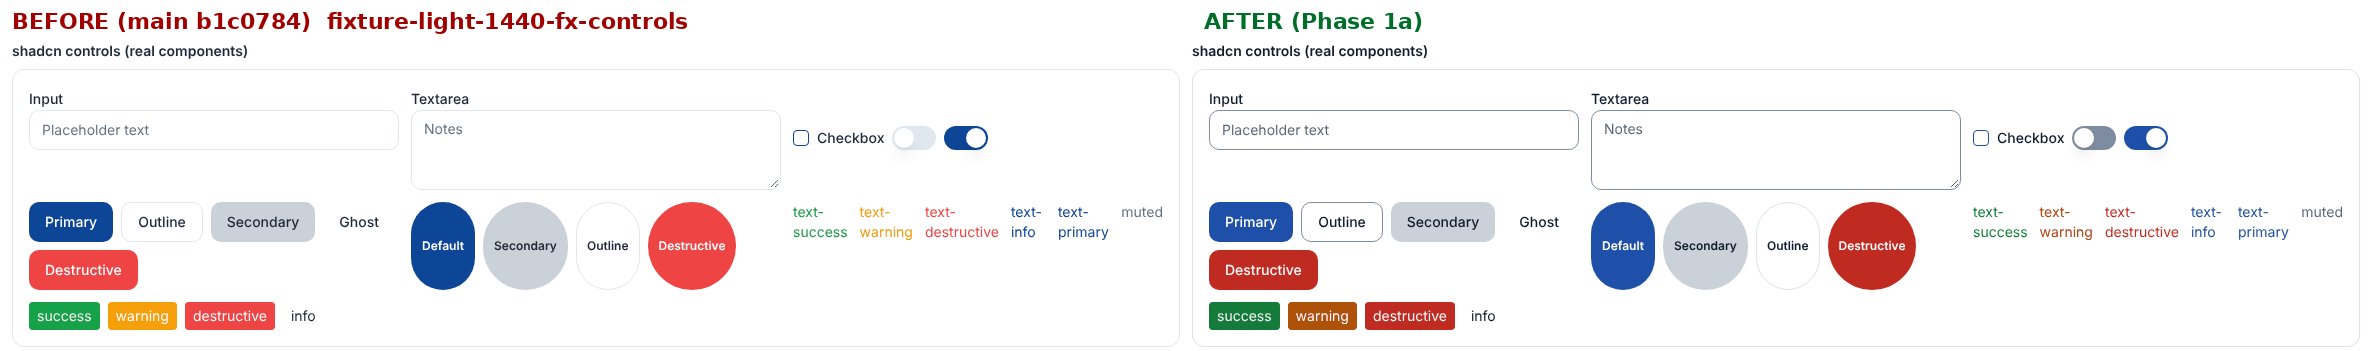 BEFORE (main b1c0784)  fixture-light-1440-fx-controls
shadcn controls (real components)
Input
Textarea
Placeholder text
Notes
Checkbox
Primary
Outline
Secondary
Ghost
Default
Secondary
Outline
Destructive
text-
success
text-
warning
text-
destructive
text-
info
text-
primary
muted
Destructive
success
warning
destructive
info
AFTER (Phase 1a)
shadcn controls (real components)
Input
Textarea
Placeholder text
Notes
Checkbox
Primary
Outline
Secondary
Ghost
Default
Secondary
Outline
Destructive
text-
success
text-
warning
text-
destructive
text-
info
text-
primary
muted
Destructive
success
warning
destructive
info